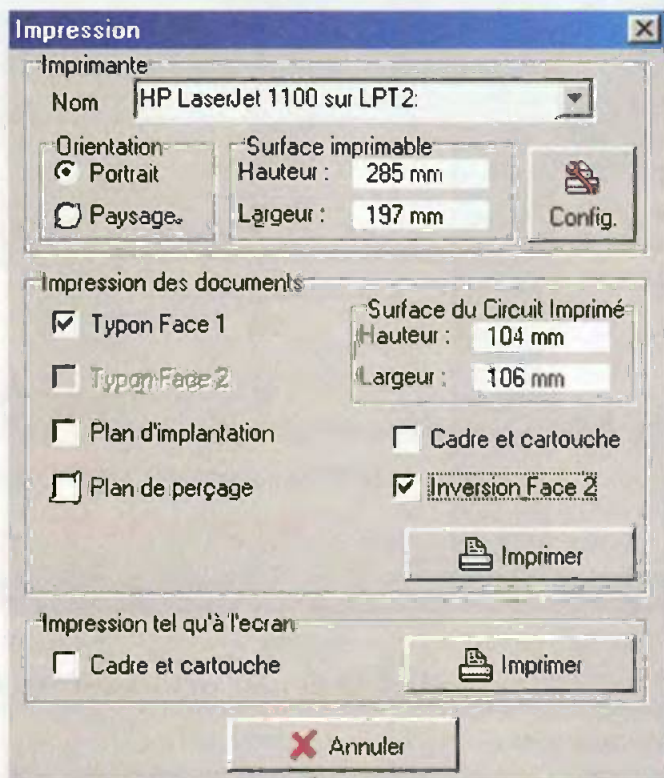 Impression
Imprimante
Nom HP LaserJet 1100 sur LPT2:
Orientation
Portrait
Paysage
Surface imprimable
Hauteur : 285 mm
Largeur : 197 mm
Config.
Impression des documents
Typon Face 1
Typon Face 2
Plan d'implantation
Plan de perçage
Surface du Circuit Imprimé
Hauteur : 104 mm
Largeur : 106 mm
Cadre et cartouche
Inversion Face 2
Imprimer
Impression tel qu'à l'ecran
Cadre et cartouche
Imprimer
Annuler